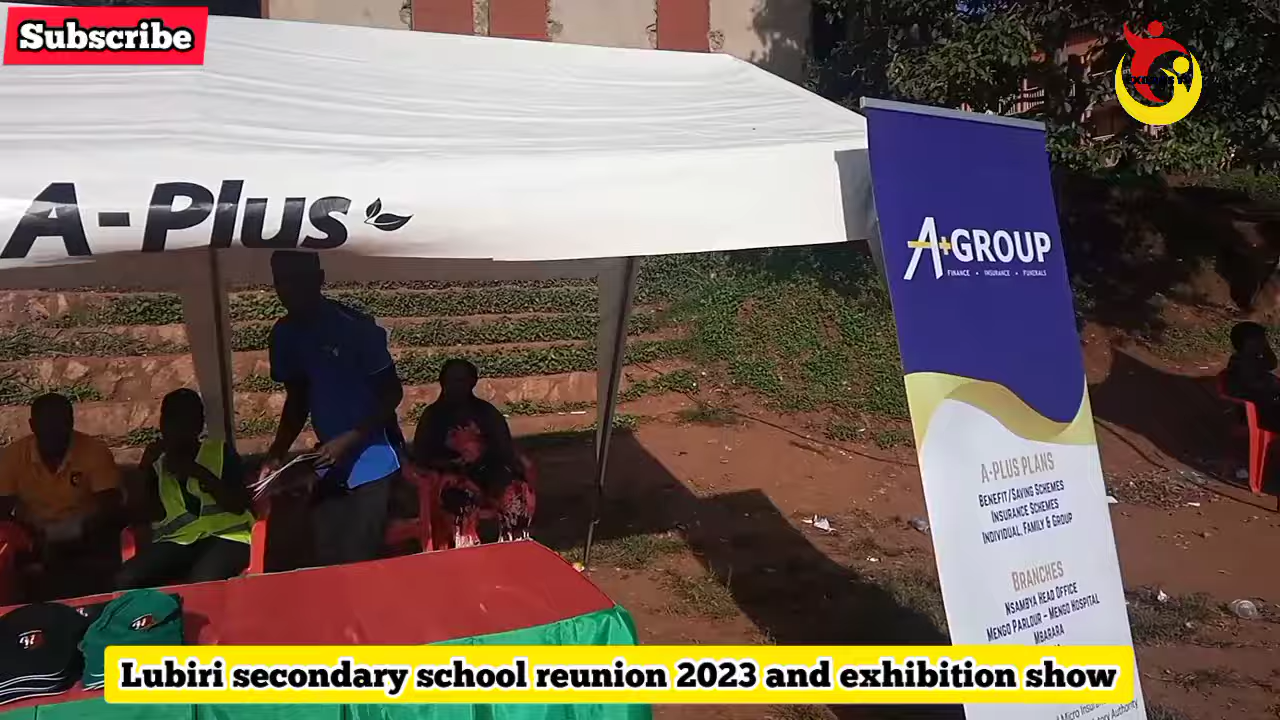 Subscribe
A-Plus
A+GROUP
FINANCE • INSURANCE • FUNERALS
A-PLUS PLANS
BENEFIT/SAVING SCHEMES
INSURANCE SCHEMES
INDIVIDUAL, FAMILY & GROUP
BRANCHES
NSAMBYA HEAD OFFICE
MENGO PARLOUR - MENGO HOSPITAL
MBARARA
Lubiri secondary school reunion 2023 and exhibition show
Authority